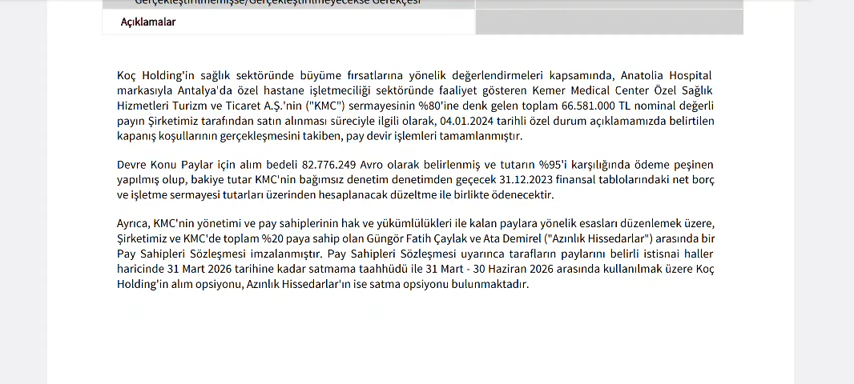 Gerçekleştirilmemişse/Gerçekleştirilmeyecekse Gerekçesi
Açıklamalar
Koç Holding'in sağlık sektöründe büyüme fırsatlarına yönelik değerlendirmeleri kapsamında, Anatolia Hospital
markasıyla Antalya'da özel hastane işletmeciliği sektöründe faaliyet gösteren Kemer Medical Center Özel Sağlık
Hizmetleri Turizm ve Ticaret A.Ş.'nin ("KMC") sermayesinin %80'ine denk gelen toplam 66.581.000 TL nominal değerli
payın Şirketimiz tarafından satın alınması süreciyle ilgili olarak, 04.01.2024 tarihli özel durum açıklamamızda belirtilen
kapanış koşullarının gerçekleşmesini takiben, pay devir işlemleri tamamlanmıştır.
Devre Konu Paylar için alım bedeli 82.776.249 Avro olarak belirlenmiş ve tutarın %95'i karşılığında ödeme peşinen
yapılmış olup, bakiye tutar KMC'nin bağımsız denetim denetimden geçecek 31.12.2023 finansal tablolarındaki net borç
ve işletme sermayesi tutarları üzerinden hesaplanacak düzeltme ile birlikte ödenecektir.
Ayrıca, KMC'nin yönetimi ve pay sahiplerinin hak ve yükümlülükleri ile kalan paylara yönelik esasları düzenlemek üzere,
Şirketimiz ve KMC'de toplam %20 paya sahip olan Güngör Fatih Çaylak ve Ata Demirel ("Azınlık Hissedarlar") arasında bir
Pay Sahipleri Sözleşmesi imzalanmıştır. Pay Sahipleri Sözleşmesi uyarınca tarafların paylarını belirli istisnai haller
haricinde 31 Mart 2026 tarihine kadar satmama taahhüdü ile 31 Mart - 30 Haziran 2026 arasında kullanılmak üzere Koç
Holding'in alım opsiyonu, Azınlık Hissedarlar'ın ise satma opsiyonu bulunmaktadır.